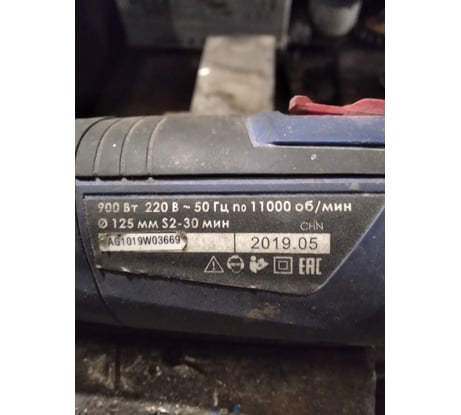 900 Вт 220 В ~ 50 Гц n₀ 11000 об/мин
Ø 125 мм S2-30 мин
CHN
AG1019W03669
2019.05
EAC